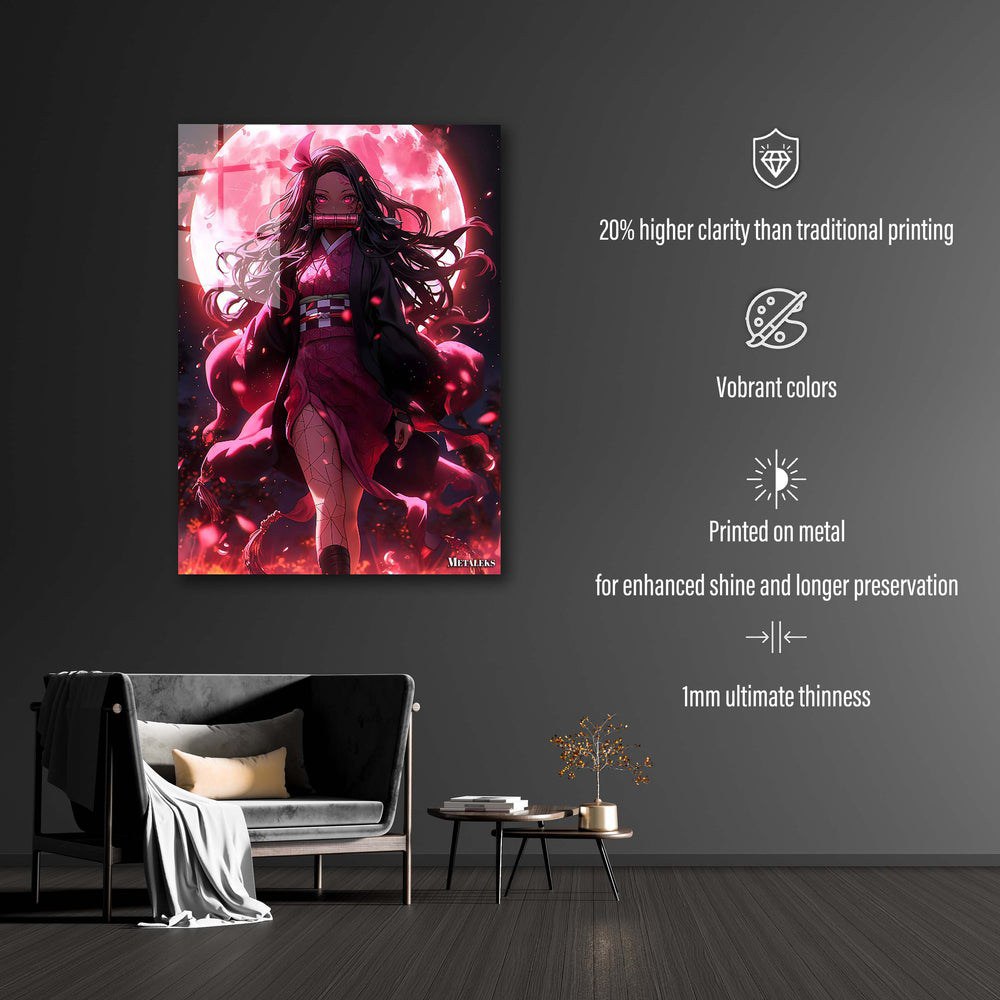 METALEKS
20% higher clarity than traditional printing
Vobrant colors
Printed on metal
for enhanced shine and longer preservation
1mm ultimate thinness